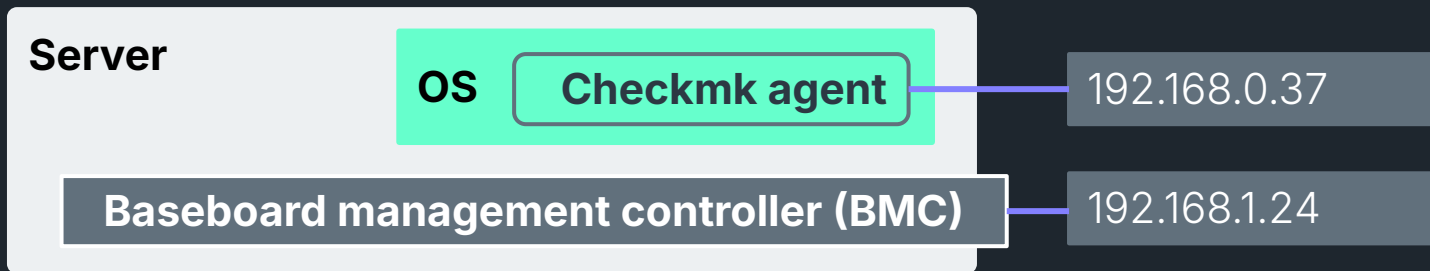 Server
OS
Checkmk agent
192.168.0.37
Baseboard management controller (BMC)
192.168.1.24